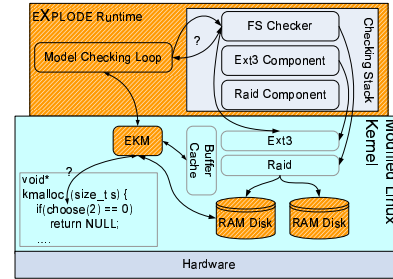 EXPLODE Runtime
Model Checking Loop
?
FS Checker
Ext3 Component
Raid Component
Checking Stack
EKM
Buffer
Cache
Ext3
Raid
RAM Disk
RAM Disk
Modified Linux
Kernel
?
void*
kmalloc (size_t s) {
if(choose(2) == 0)
return NULL;
....
Hardware